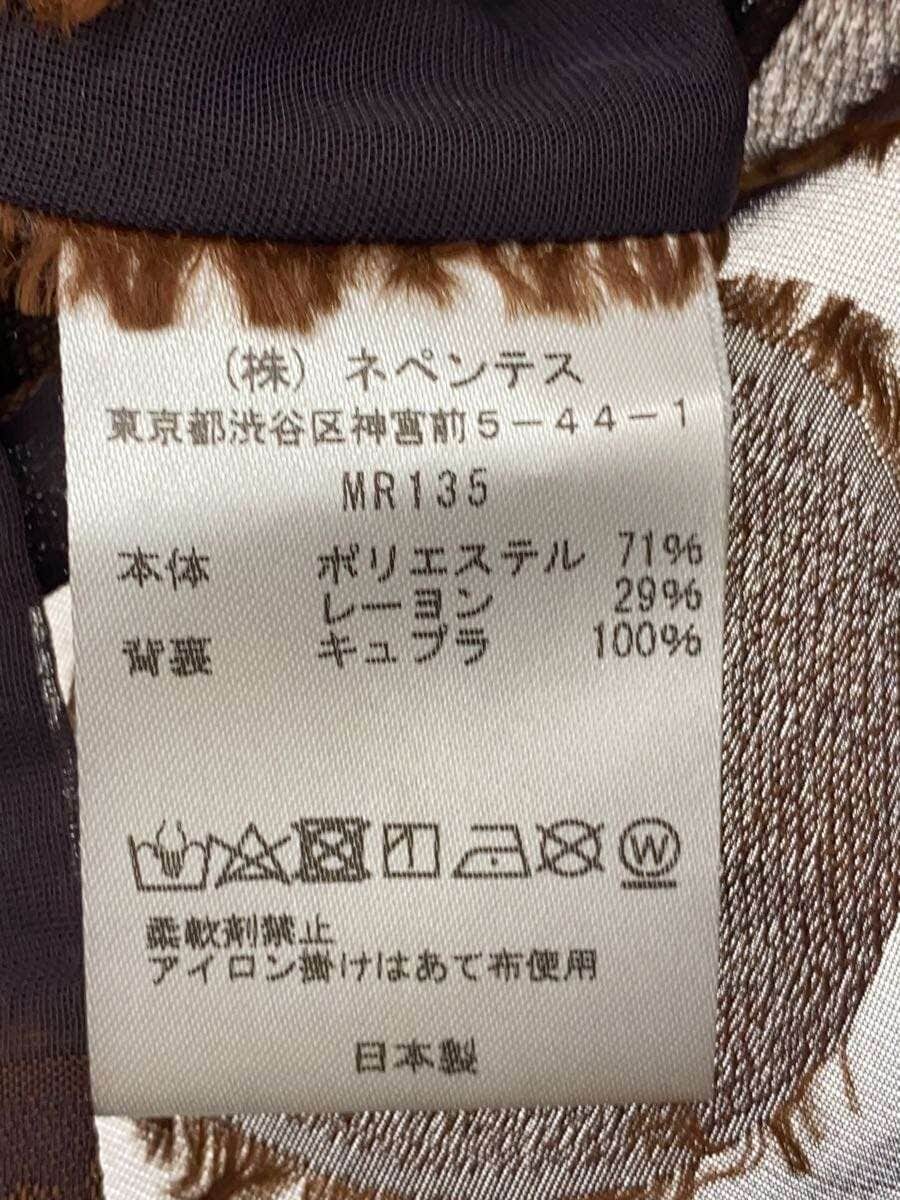 (株) ネペンテス
東京都渋谷区神宮前5-44-1
MR135
本体 ポリエステル 71%
レーヨン 29%
背裏 キュプラ 100%
W
柔軟剤禁止
アイロン掛けはあて布使用
日本製